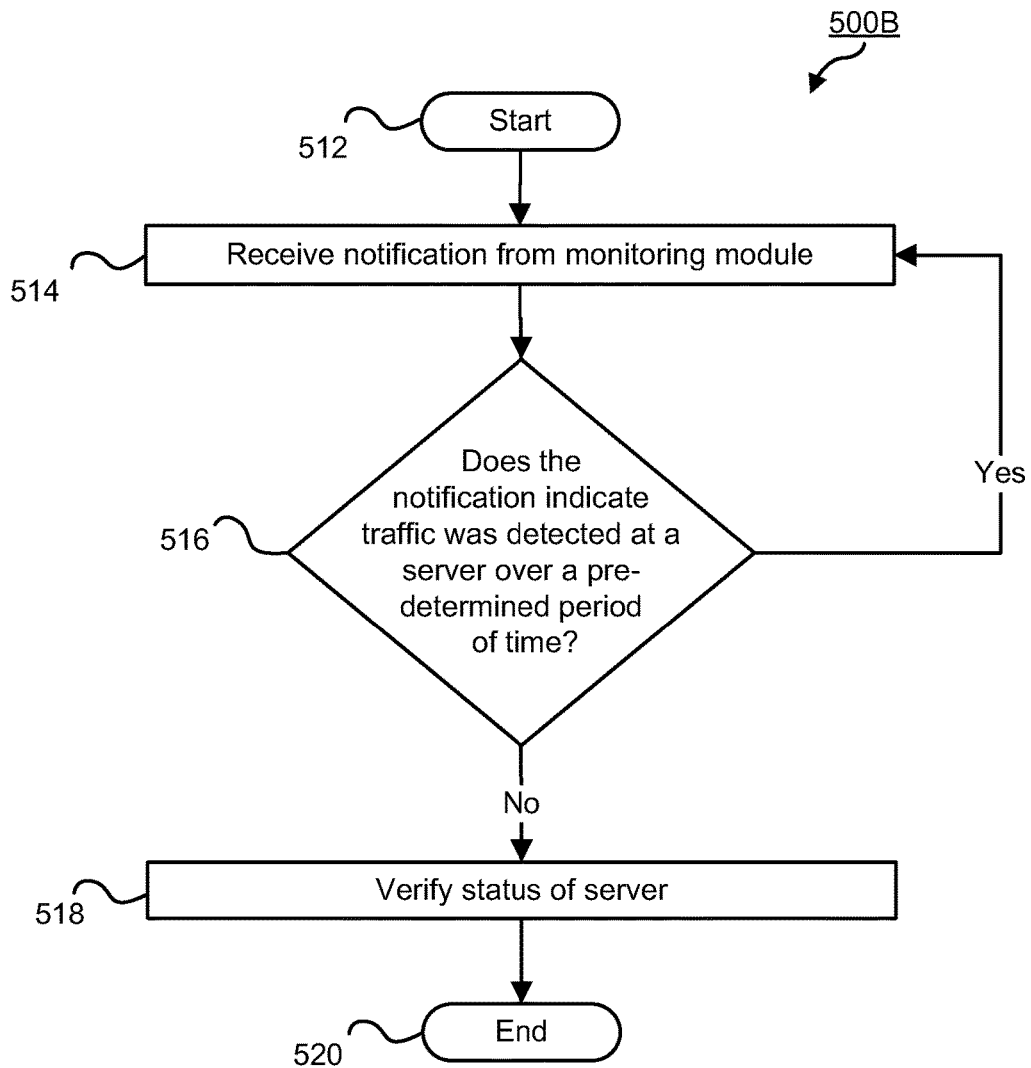 500B
Start
512
Receive notification from monitoring module
514
Does the
notification indicate
traffic was detected at a
server over a pre-
determined period
of time?
Yes
516
No
Verify status of server
518
End
520